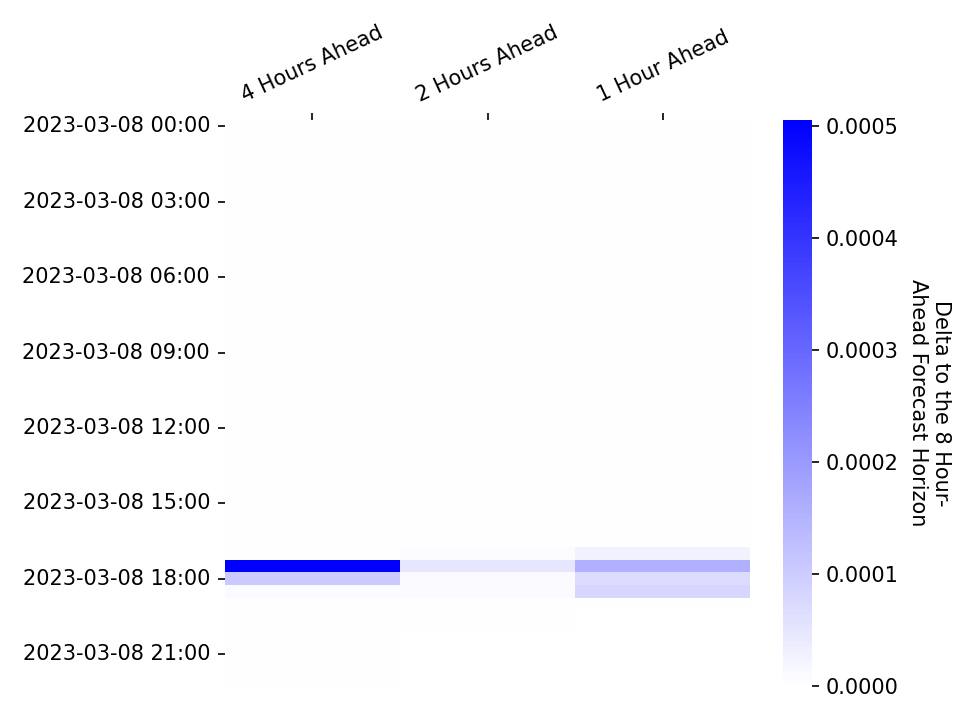 4 Hours Ahead
2 Hours Ahead
1 Hour Ahead
2023-03-08 00:00
2023-03-08 03:00
2023-03-08 06:00
2023-03-08 09:00
2023-03-08 12:00
2023-03-08 15:00
2023-03-08 18:00
2023-03-08 21:00
0.0005
0.0004
0.0003
0.0002
0.0001
0.0000
Delta to the 8 Hour-
Ahead Forecast Horizon